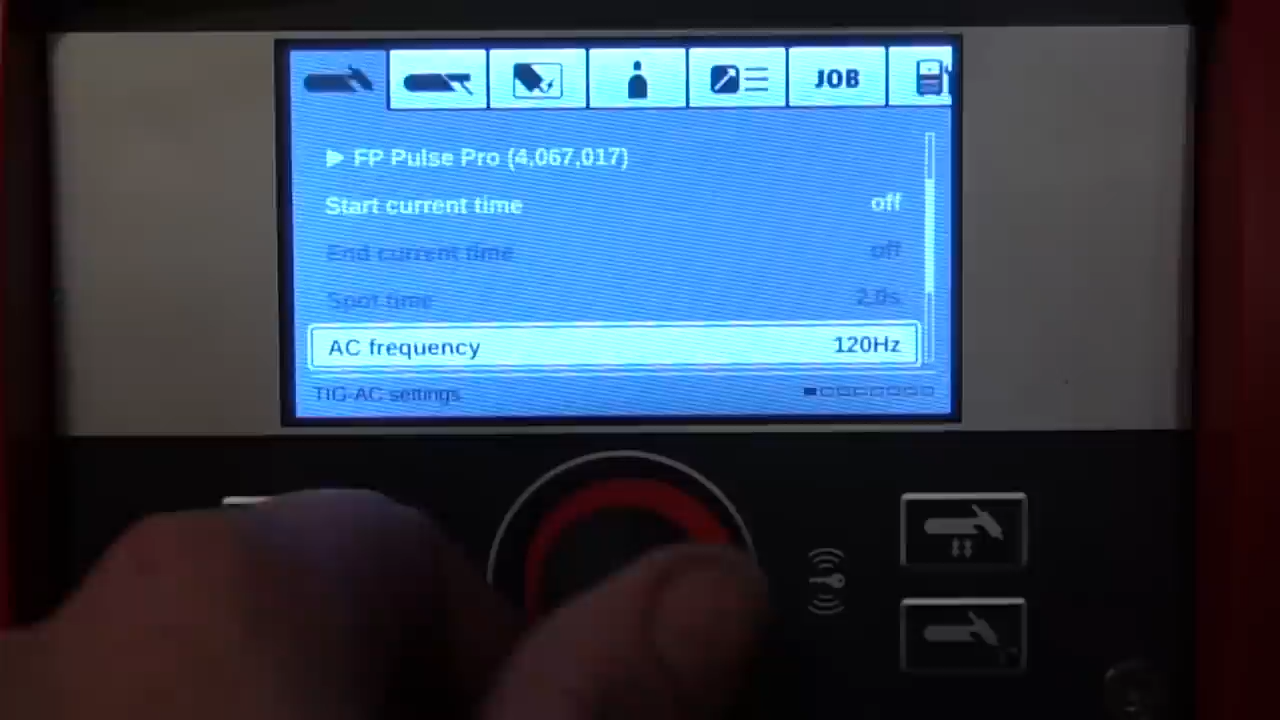 JOB
FP Pulse Pro (4,067,017)
Start current time off
End current time off
Spot time 2.0s
AC frequency 120Hz
TIG-AC settings